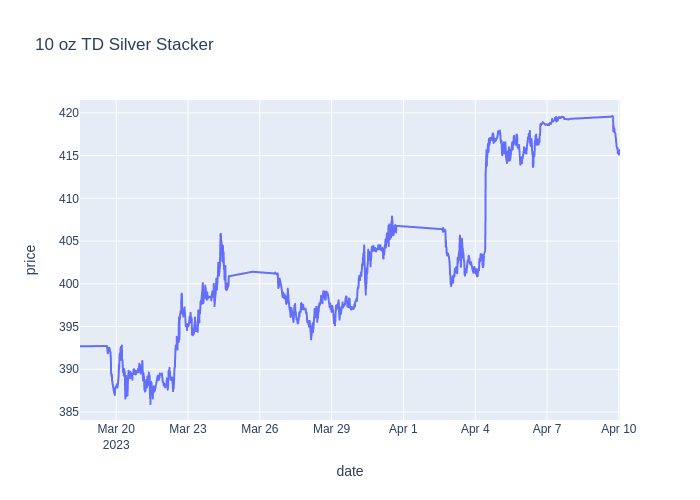 10 oz TD Silver Stacker
420
415
410
405
400
395
390
385
price
Mar 20
2023
Mar 23
Mar 26
Mar 29
Apr 1
Apr 4
Apr 7
Apr 10
date